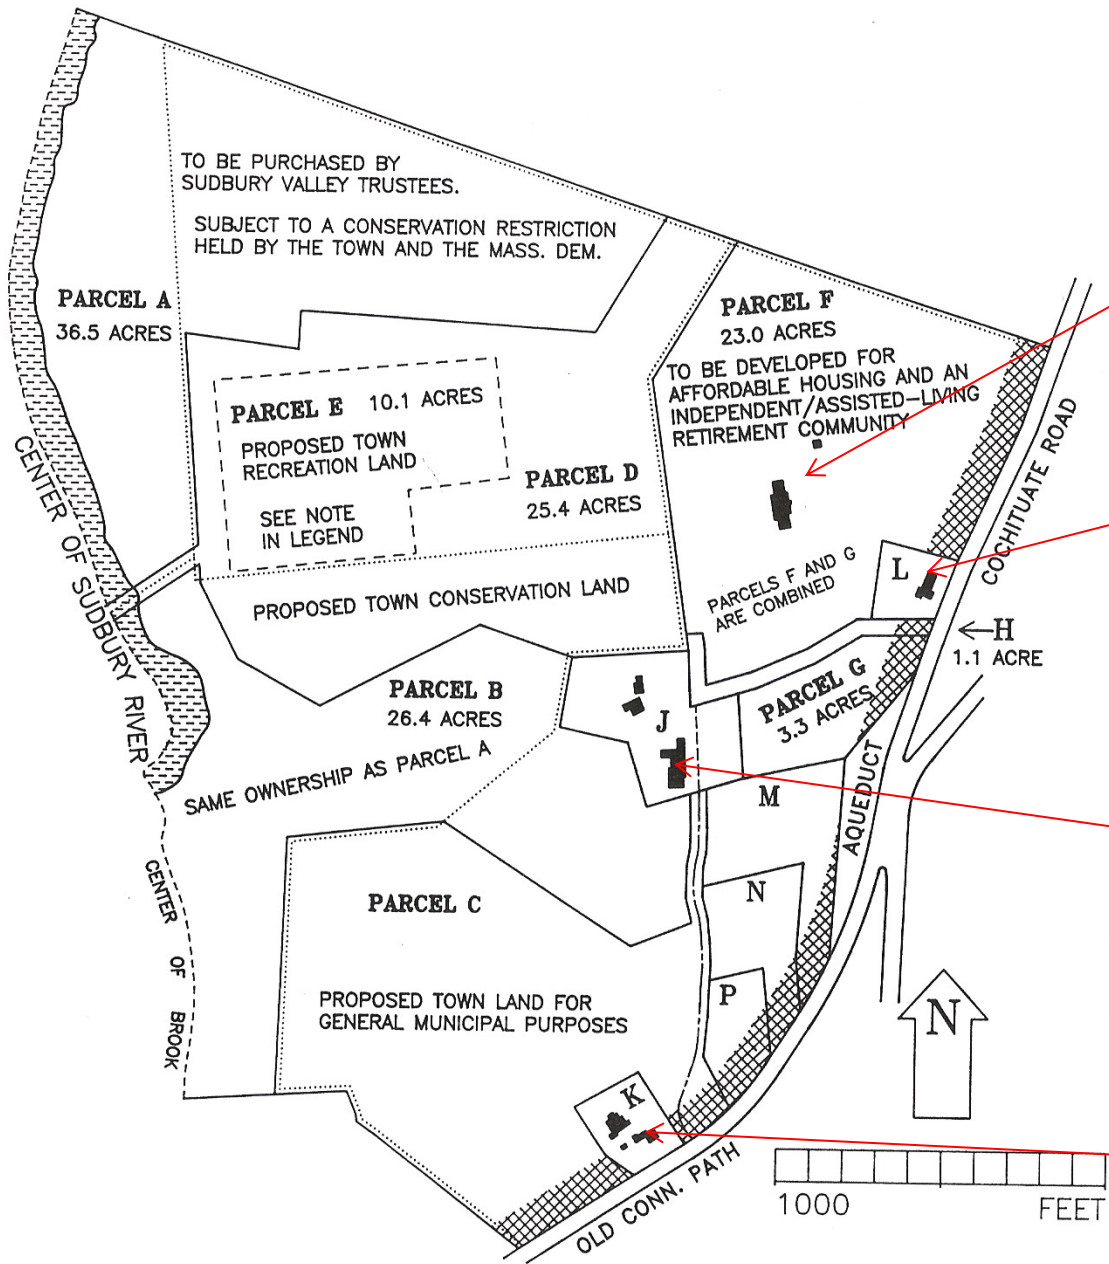 TO BE PURCHASED BY
SUDBURY VALLEY TRUSTEES.
SUBJECT TO A CONSERVATION RESTRICTION
HELD BY THE TOWN AND THE MASS. DEM.
PARCEL A
36.5 ACRES
PARCEL F
23.0 ACRES
TO BE DEVELOPED FOR
AFFORDABLE HOUSING AND AN
INDEPENDENT/ASSISTED-LIVING
RETIREMENT COMMUNITY
PARCEL E 10.1 ACRES
PROPOSED TOWN
RECREATION LAND
SEE NOTE
IN LEGEND
PARCEL D
25.4 ACRES
CENTER OF SUDBURY RIVER
COCHITUATE ROAD
L
PARCELS F AND G
ARE COMBINED
PROPOSED TOWN CONSERVATION LAND
H
1.1 ACRE
PARCEL B
26.4 ACRES
J
PARCEL G
3.3 ACRES
SAME OWNERSHIP AS PARCEL A
M
AQUEDUCT
CENTER OF BROOK
PARCEL C
N
P
PROPOSED TOWN LAND FOR
GENERAL MUNICIPAL PURPOSES
N
K
OLD CONN. PATH
1000 FEET